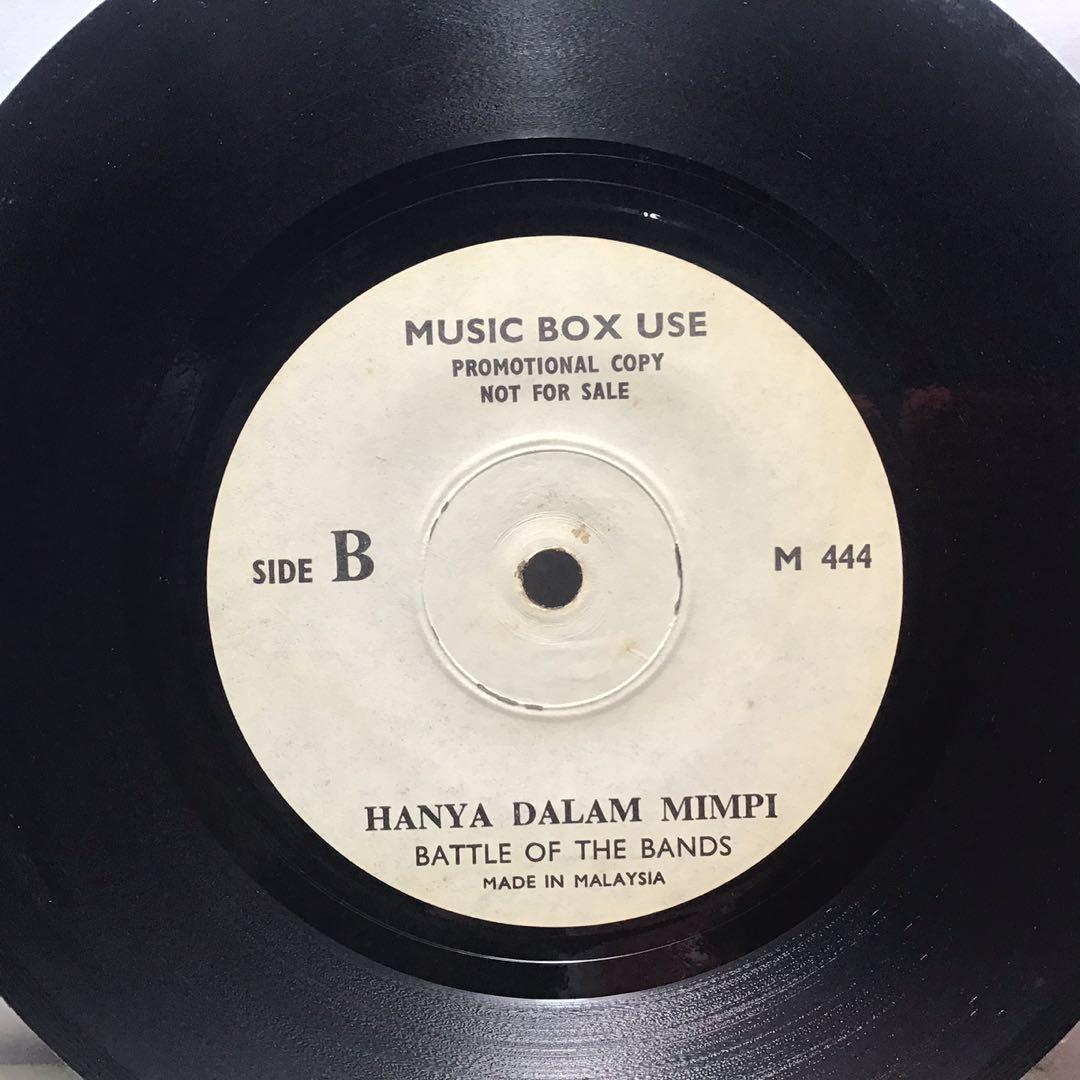 MUSIC BOX USE
PROMOTIONAL COPY
NOT FOR SALE
SIDE B
M 444
HANYA DALAM MIMPI
BATTLE OF THE BANDS
MADE IN MALAYSIA